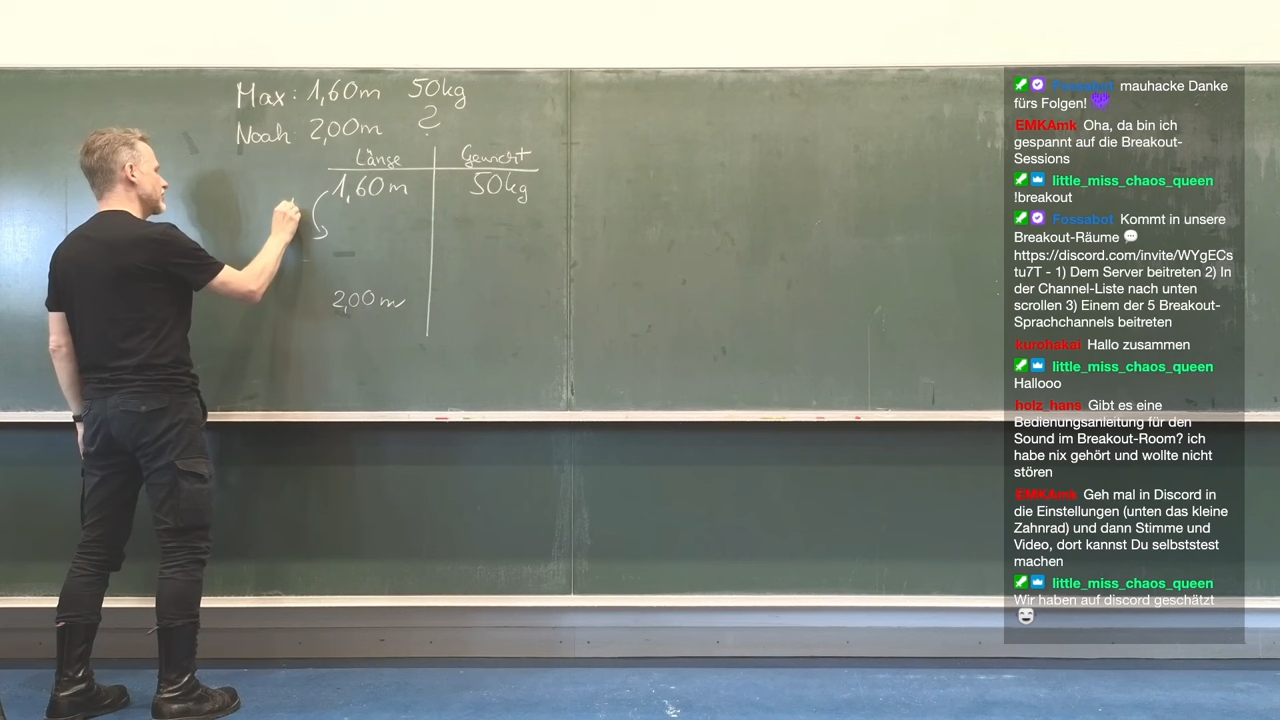 Max: 1,60m 50kg
Noah: 2,00m ?
Länge Gewicht
1,60m 50kg
2,00m
Fossabot mauhacke Danke
fürs Folgen!
EMKAmk Oha, da bin ich
gespannt auf die Breakout-
Sessions
little_miss_chaos_queen
!breakout
Fossabot Kommt in unsere
Breakout-Räume
https://discord.com/invite/WYgECs
tu7T - 1) Dem Server beitreten 2) In
der Channel-Liste nach unten
scrollen 3) Einem der 5 Breakout-
Sprachchannels beitreten
kurohakai Hallo zusammen
little_miss_chaos_queen
Hallooo
holz_hans Gibt es eine
Bedienungsanleitung für den
Sound im Breakout-Room? ich
habe nix gehört und wollte nicht
stören
EMKAmk Geh mal in Discord in
die Einstellungen (unten das kleine
Zahnrad) und dann Stimme und
Video, dort kannst Du selbststest
machen
little_miss_chaos_queen
Wir haben auf discord geschätzt